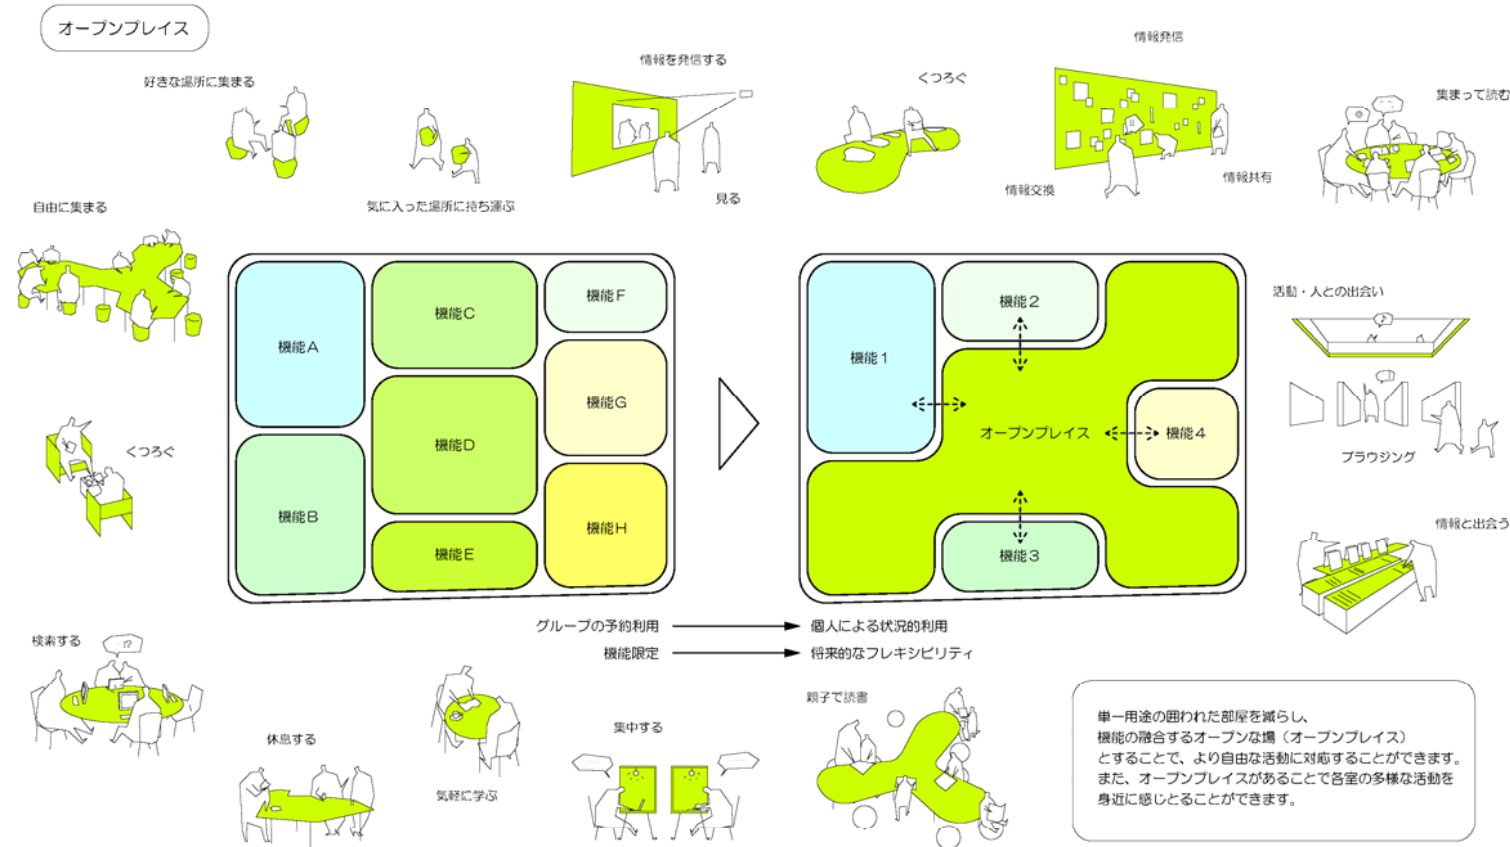 オープンプレイス
好きな場所に集まる
情報を発信する
くつろぐ
情報発信
集まって読む
自由に集まる
気に入った場所に持ち運ぶ
見る
情報交換
情報共有
機能A
機能B
機能C
機能D
機能E
機能F
機能G
機能H
機能1
機能2
オープンプレイス
機能4
機能3
活動・人との出会い
ブラウジング
くつろぐ
情報と出会う
グループの予約利用
個人による状況的利用
機能限定
将来的なフレキシビリティ
検索する
!?
休息する
気軽に学ぶ
集中する
親子で読書
単一用途の囲われた部屋を減らし、
機能の融合するオープンな場（オープンプレイス）
とすることで、より自由な活動に対応することができます。
また、オープンプレイスがあることで各室の多様な活動を
身近に感じとることができます。